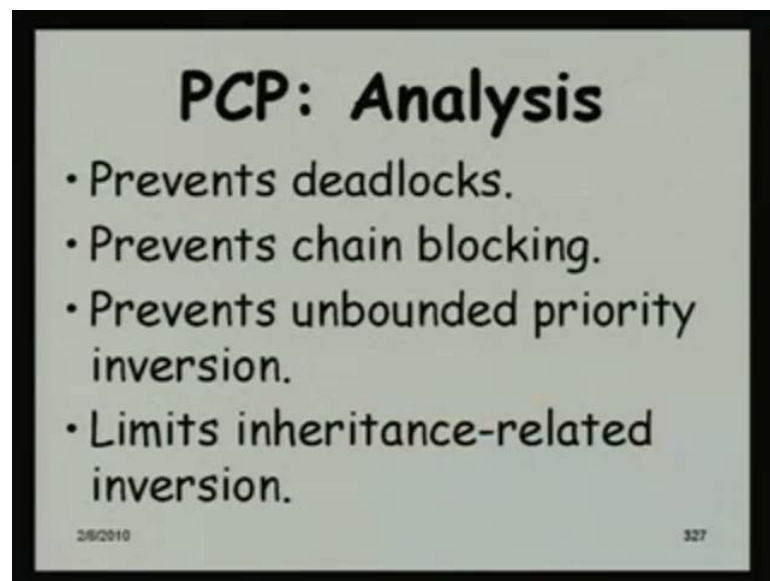 PCP: Analysis
• Prevents deadlocks.
• Prevents chain blocking.
• Prevents unbounded priority
inversion.
• Limits inheritance-related
inversion.
2/8/2010 327